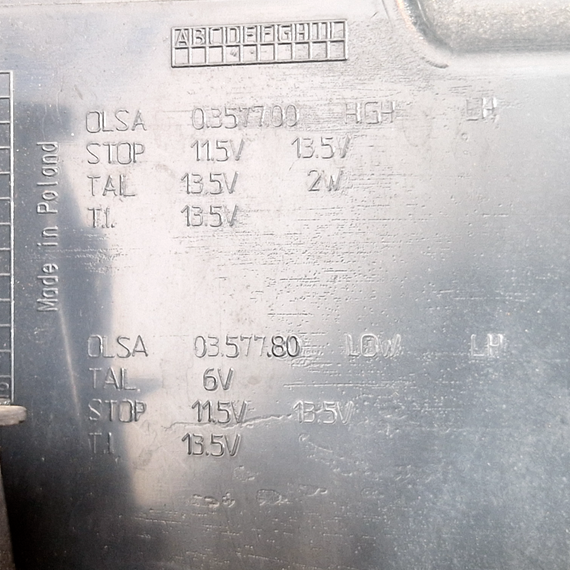 ABCDEFGHIJ
OLSA 03.577.00 HIGH LH
STOP 11.5V 13.5V
TAIL 13.5V 2W
T.I. 13.5V
Made in Poland
OLSA 03.577.80 LOW LH
TAIL 6V
STOP 11.5V 13.5V
T.I. 13.5V